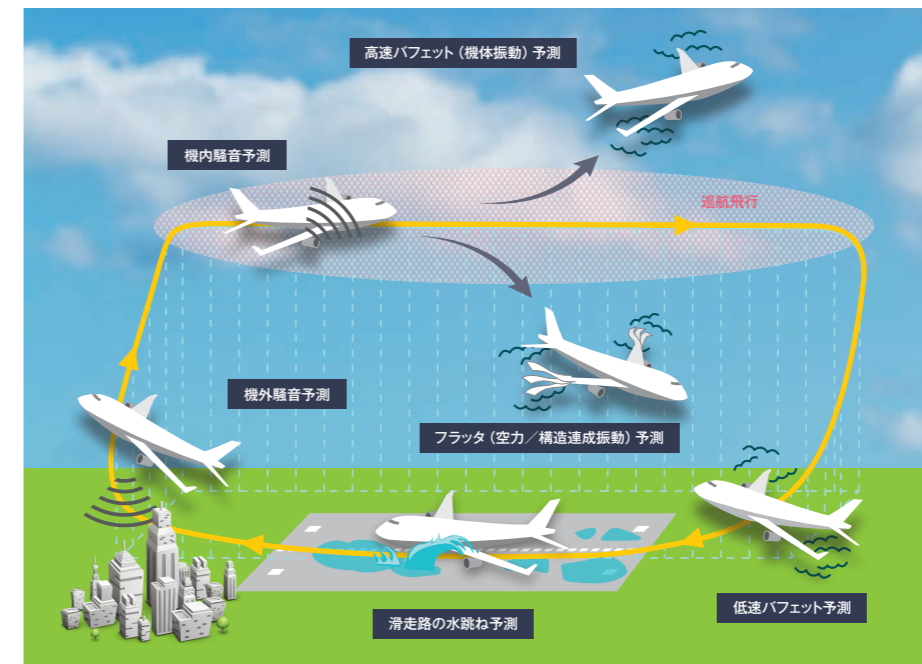 高速バフェット（機体振動）予測
機内騒音予測
巡航飛行
機外騒音予測
フラッタ（空力／構造連成振動）予測
低速バフェット予測
滑走路の水跳ね予測